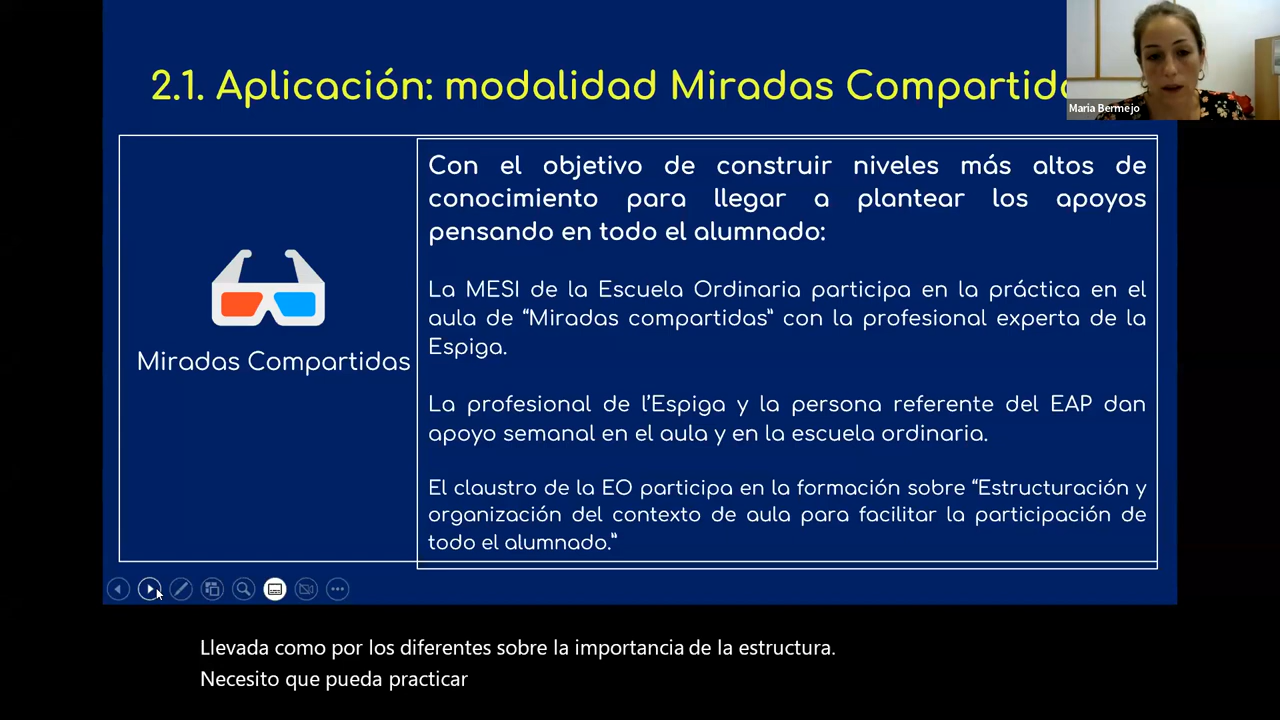 2.1. Aplicación: modalidad Miradas Compartid
Maria Bermejo
Con el objetivo de construir niveles más altos de
conocimiento para llegar a plantear los apoyos
pensando en todo el alumnado:
La MESI de la Escuela Ordinaria participa en la práctica en el
aula de “Miradas compartidas” con la profesional experta de la
Espiga.
Miradas Compartidas
La profesional de l’Espiga y la persona referente del EAP dan
apoyo semanal en el aula y en la escuela ordinaria.
El claustro de la EO participa en la formación sobre “Estructuración y
organización del contexto de aula para facilitar la participación de
todo el alumnado.”
Llevada como por los diferentes sobre la importancia de la estructura.
Necesito que pueda practicar